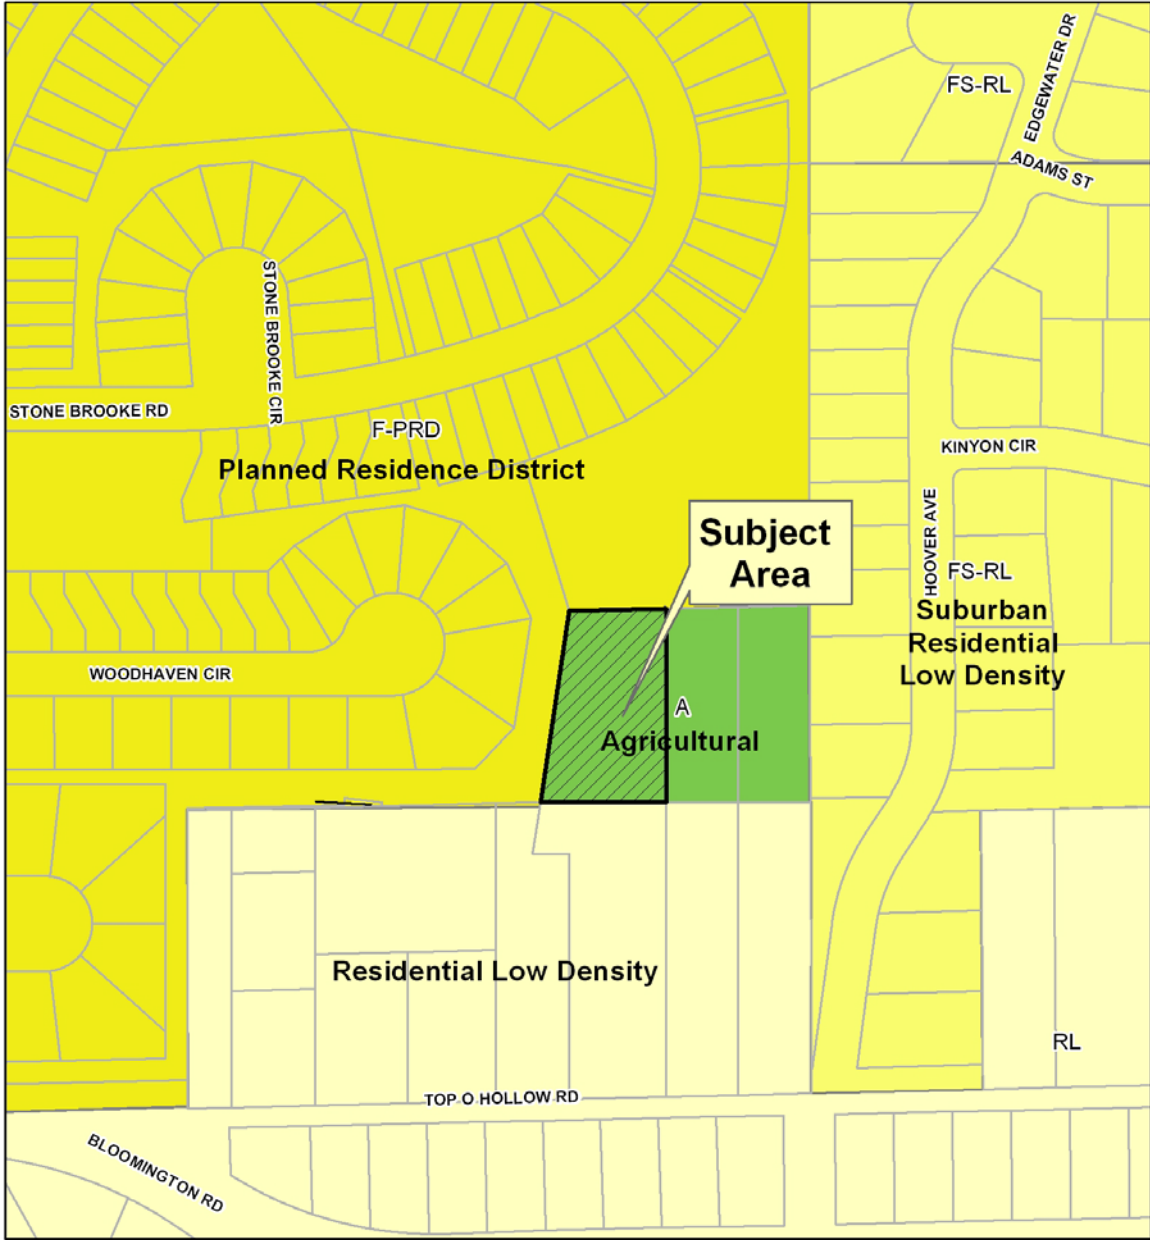 FS-RL
EDGEWATER DR
ADAMS ST
STONE BROOKE CIR
STONE BROOKE RD
F-PRD
Planned Residence District
KINYON CIR
HOOVER AVE
Subject
Area
FS-RL
Suburban
Residential
Low Density
WOODHAVEN CIR
A
Agricultural
Residential Low Density
RL
TOP O HOLLOW RD
BLOOMINGTON RD